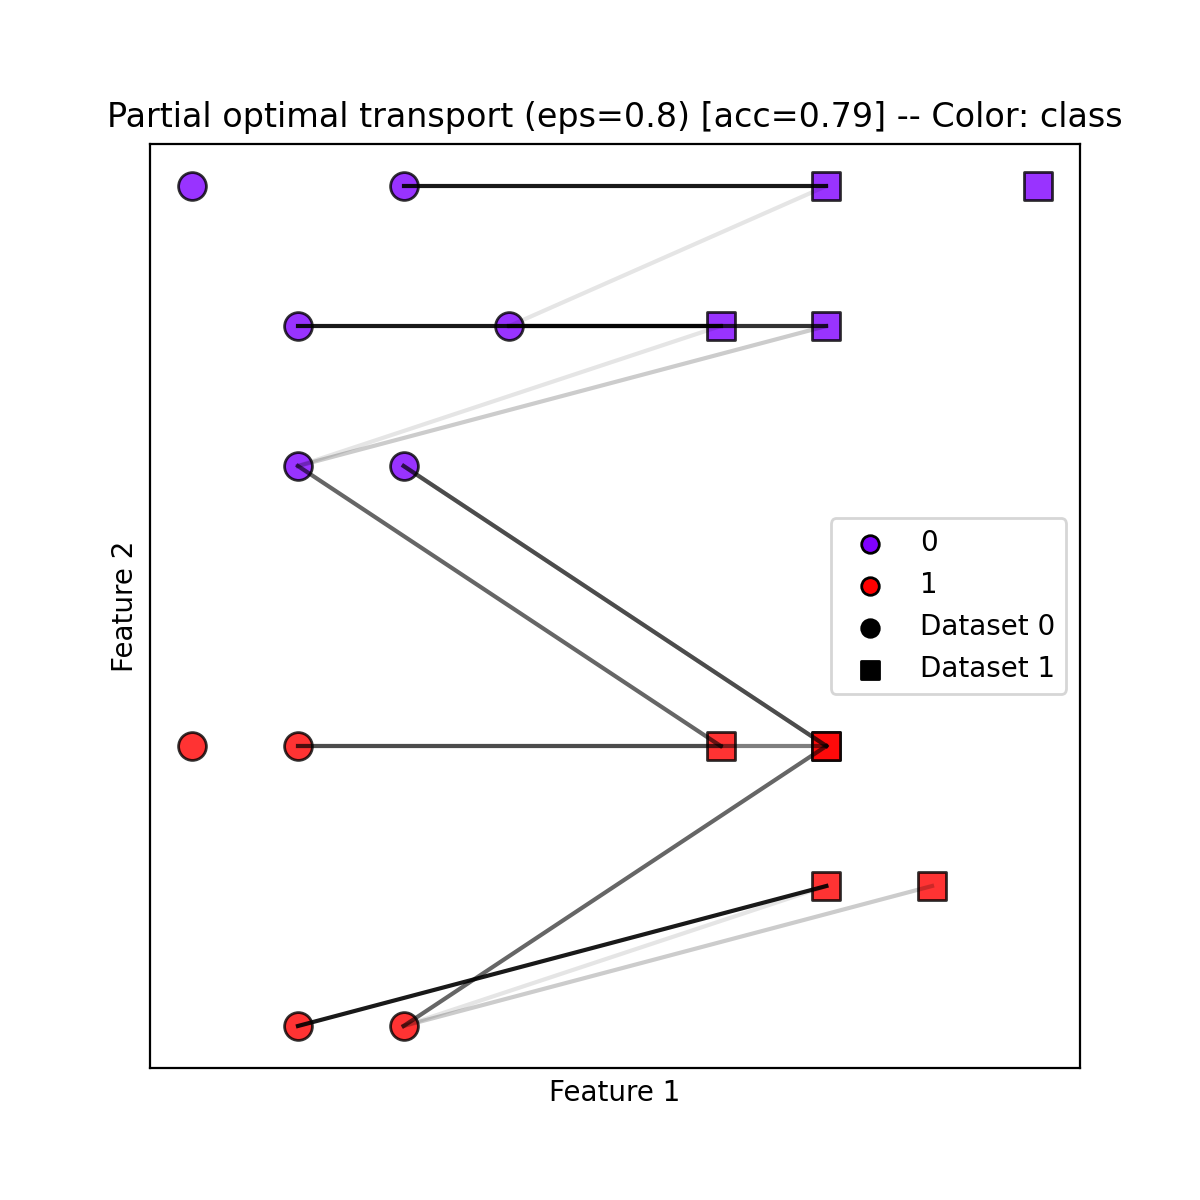 Partial optimal transport (eps=0.8) [acc=0.79] -- Color: class
Feature 2
0
1
Dataset 0
Dataset 1
Feature 1